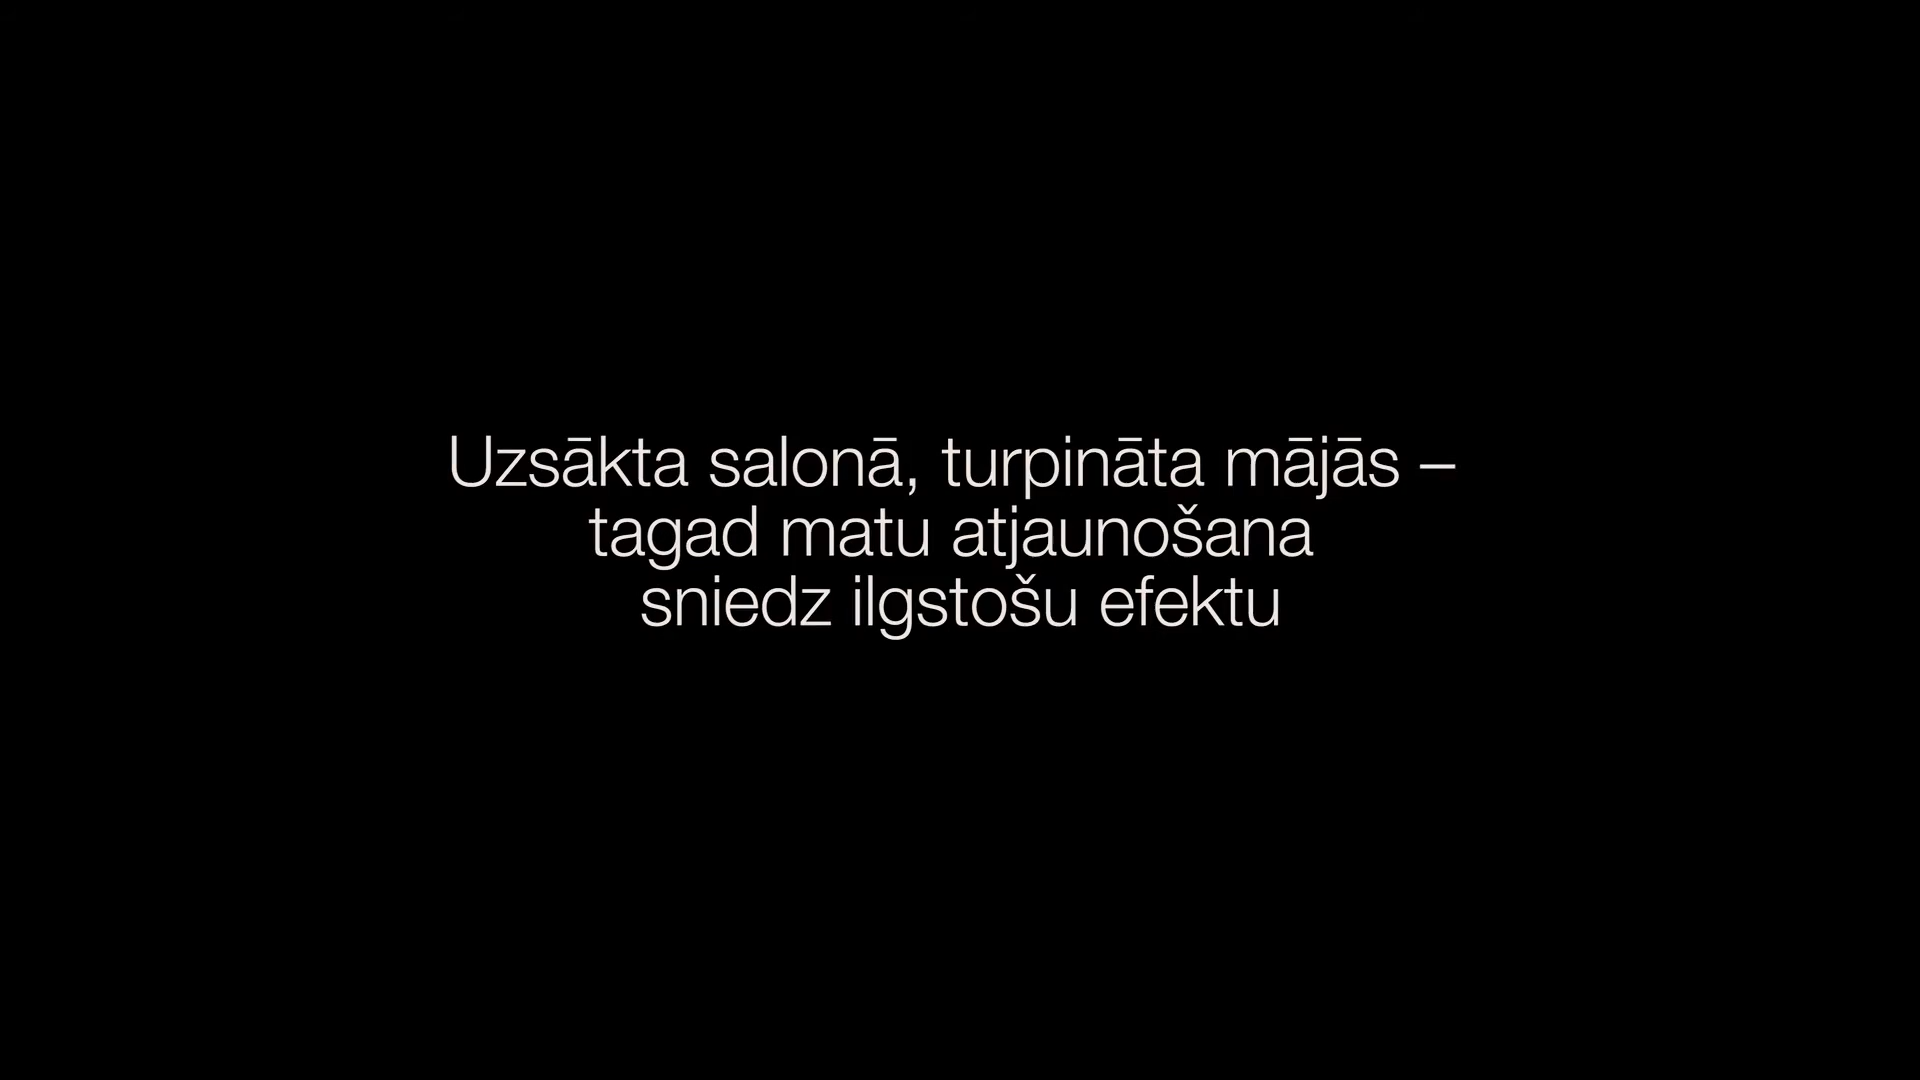 Uzsākta salonā, turpināta mājās –
tagad matu atjaunošana
sniedz ilgstošu efektu